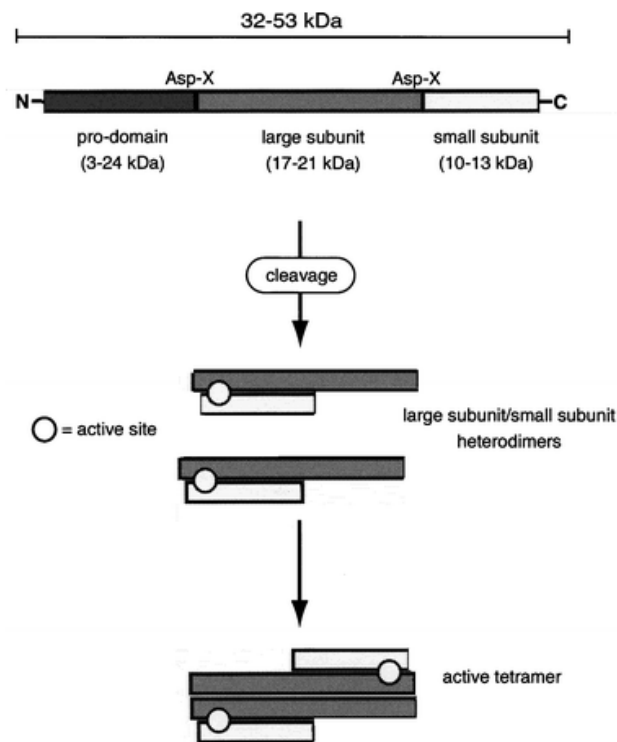 32-53 kDa
Asp-X Asp-X
N C
pro-domain large subunit small subunit
(3-24 kDa) (17-21 kDa) (10-13 kDa)
cleavage
large subunit/small subunit
= active site
heterodimers
active tetramer